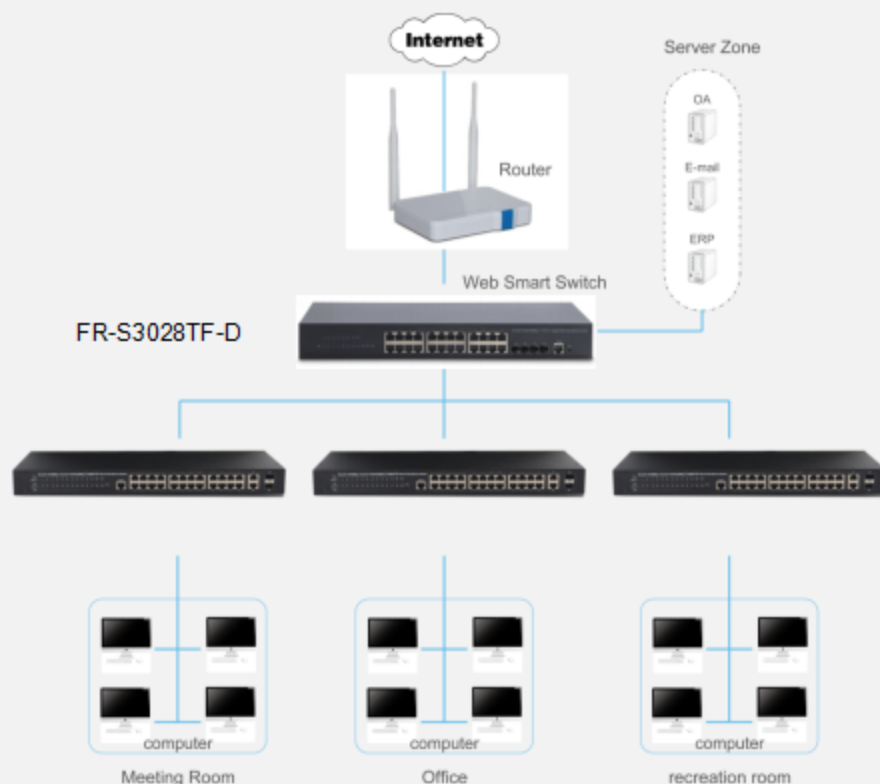 Internet
Server Zone
OA
Router
E-mail
ERP
Web Smart Switch
FR-S3028TF-D
computer
computer
computer
Meeting Room
Office
recreation room